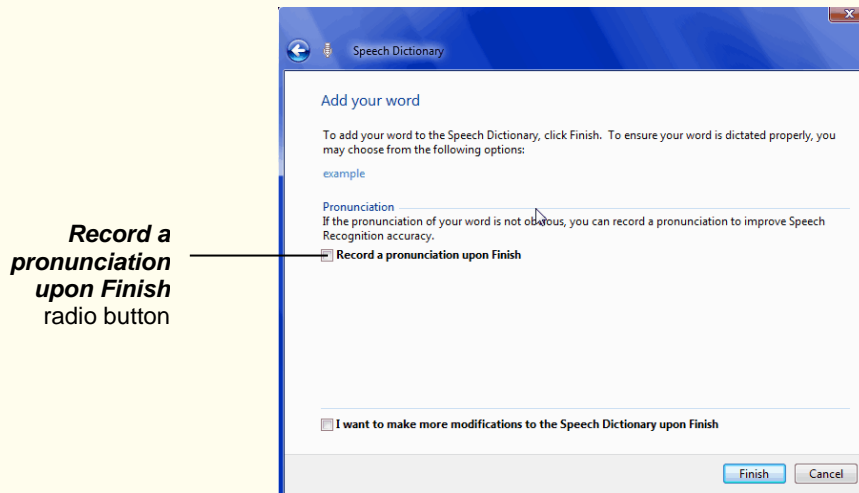 Speech Dictionary
Add your word
To add your word to the Speech Dictionary, click Finish. To ensure your word is dictated properly, you
may choose from the following options:
example
Pronunciation
If the pronunciation of your word is not obvious, you can record a pronunciation to improve Speech
Recognition accuracy.
Record a
pronunciation
upon Finish
radio button
Record a pronunciation upon Finish
I want to make more modifications to the Speech Dictionary upon Finish
Finish
Cancel